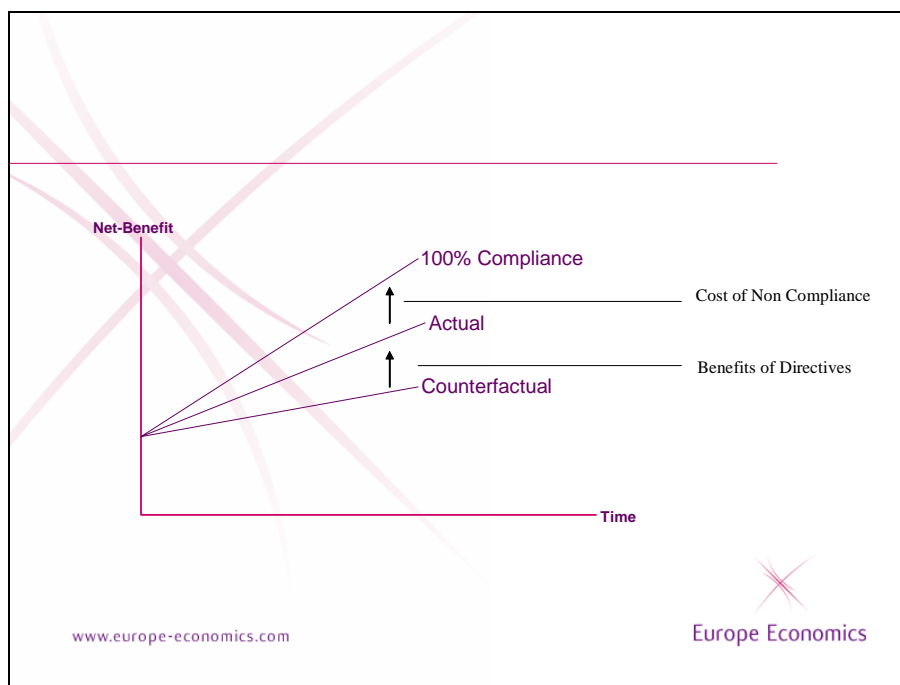 Net-Benefit
100% Compliance
Cost of Non Compliance
Actual
Benefits of Directives
Counterfactual
Time
www.europe-economics.com
Europe Economics